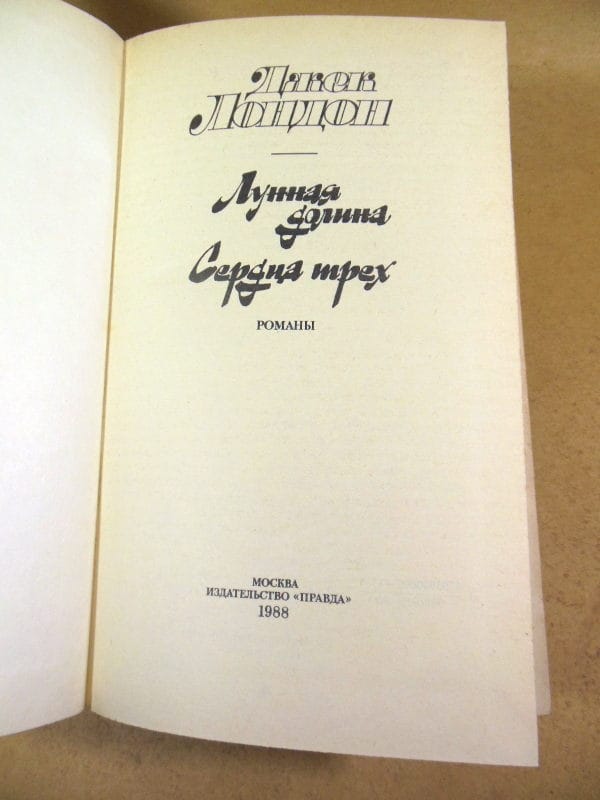 Джек
Лондон
Лунная
долина
Сердца трех
РОМАНЫ
МОСКВА
ИЗДАТЕЛЬСТВО «ПРАВДА»
1988